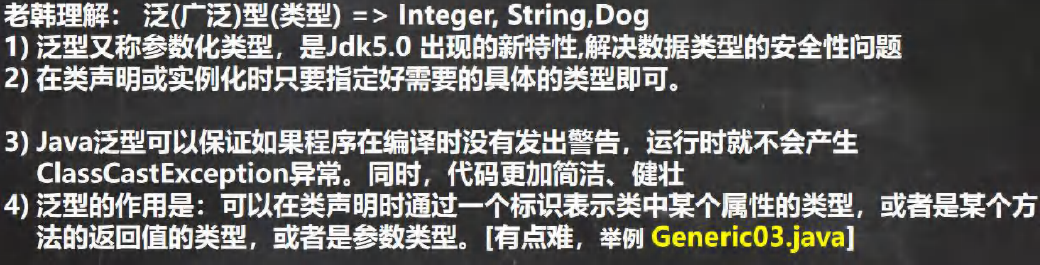 老韩理解： 泛(广泛)型(类型) => Integer, String,Dog
1) 泛型又称参数化类型，是Jdk5.0 出现的新特性,解决数据类型的安全性问题
2) 在类声明或实例化时只要指定好需要的具体的类型即可。
3) Java泛型可以保证如果程序在编译时没有发出警告，运行时就不会产生
ClassCastException异常。同时，代码更加简洁、健壮
4) 泛型的作用是：可以在类声明时通过一个标识表示类中某个属性的类型，或者是某个方
法的返回值的类型，或者是参数类型。[有点难，举例 Generic03.java]